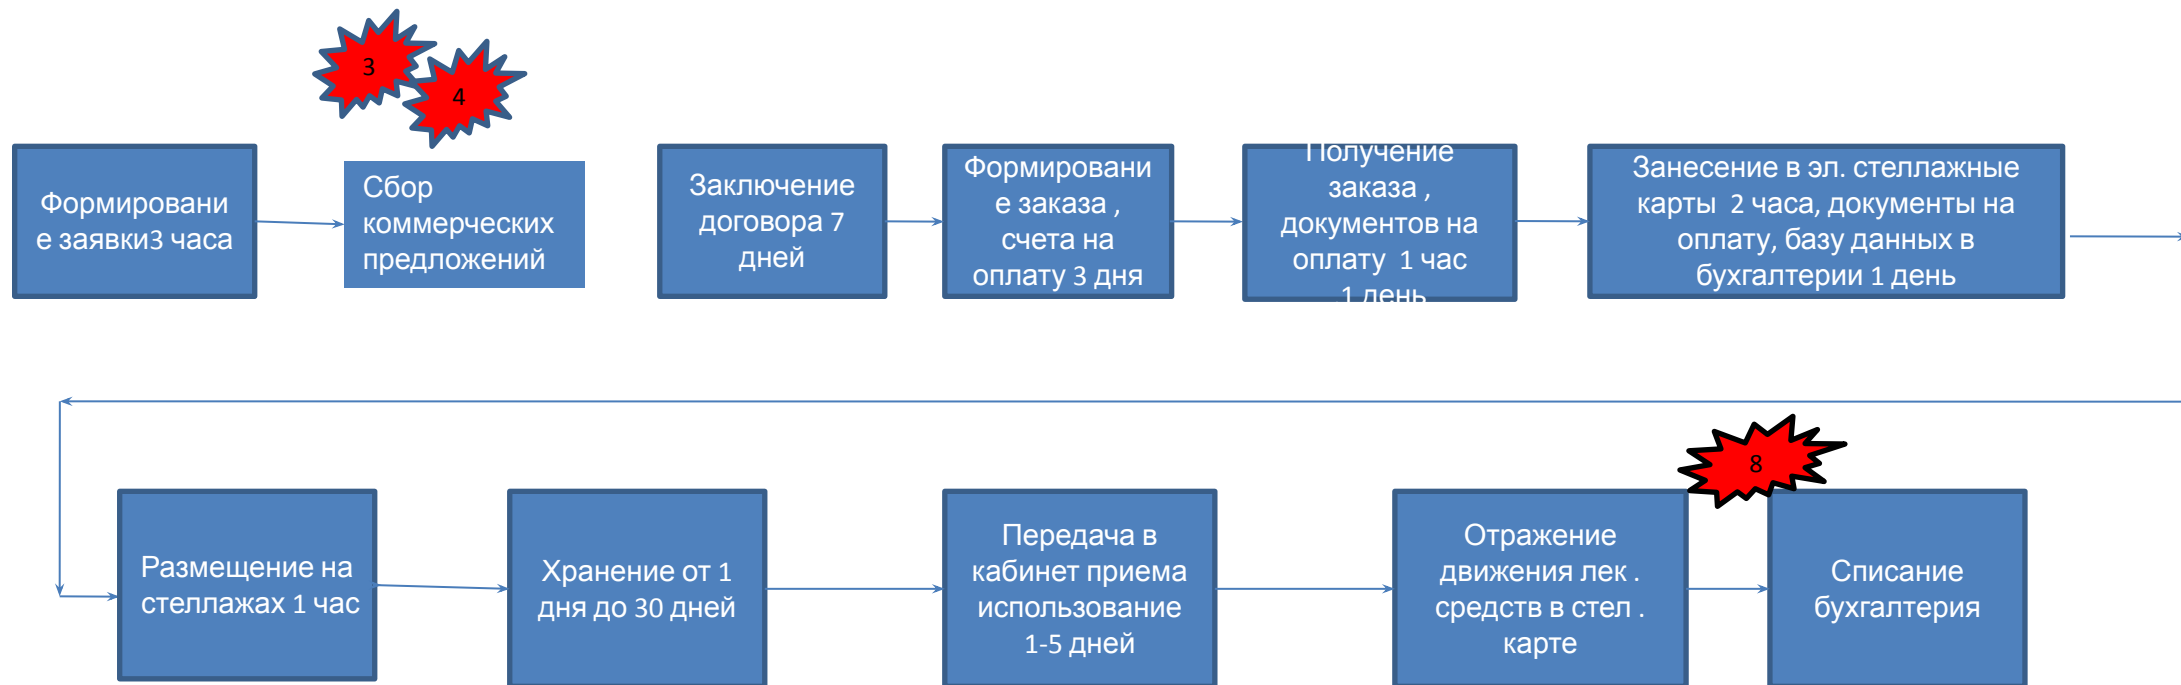 3
4
Формировани
е заявки3 часа
Сбор
коммерческих
предложений
Заключение
договора 7
дней
Формировани
е заказа ,
счета на
оплату 3 дня
Получение
заказа ,
документов на
оплату 1 час
1 день
Занесение в эл. стеллажные
карты 2 часа, документы на
оплату, базу данных в
бухгалтерии 1 день
8
Размещение на
стеллажах 1 час
Хранение от 1
дня до 30 дней
Передача в
кабинет приема
использование
1-5 дней
Отражение
движения лек .
средств в стел .
карте
Списание
бухгалтерия